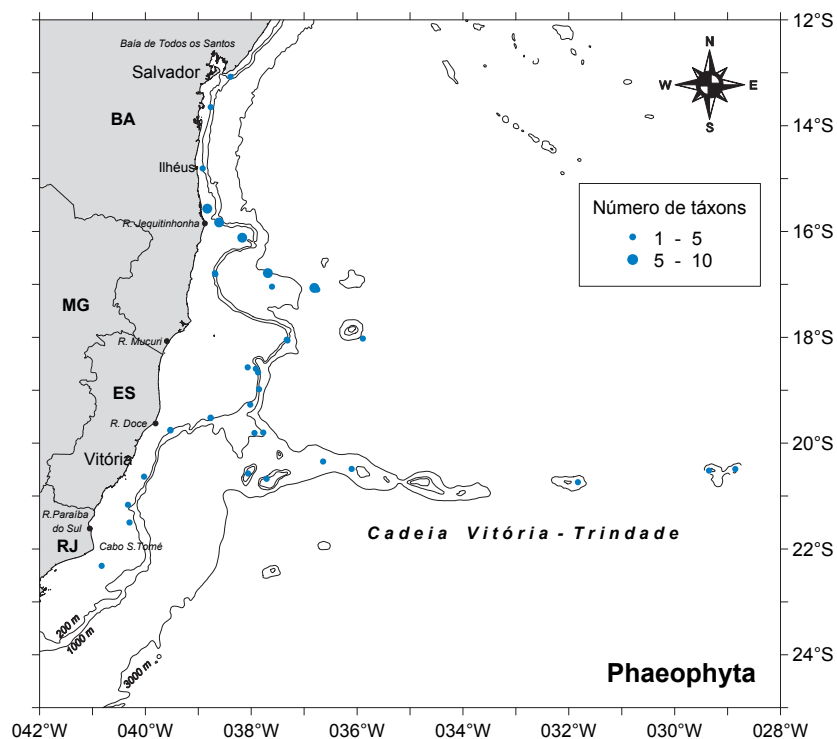 12°S
14°S
16°S
18°S
20°S
22°S
24°S
Baía de Todos os Santos
Salvador
BA
Ilhéus
R. Jequitinhonha
MG
R. Mucuri
ES
R. Doce
Vitória
R.Paraíba
do Sul
RJ
Cabo S.Tomé
200 m
1000 m
3000 m
N
W
E
S
Número de táxons
1 - 5
5 - 10
Cadeia Vitória - Trindade
Phaeophyta
042°W
040°W
038°W
036°W
034°W
032°W
030°W
28°W